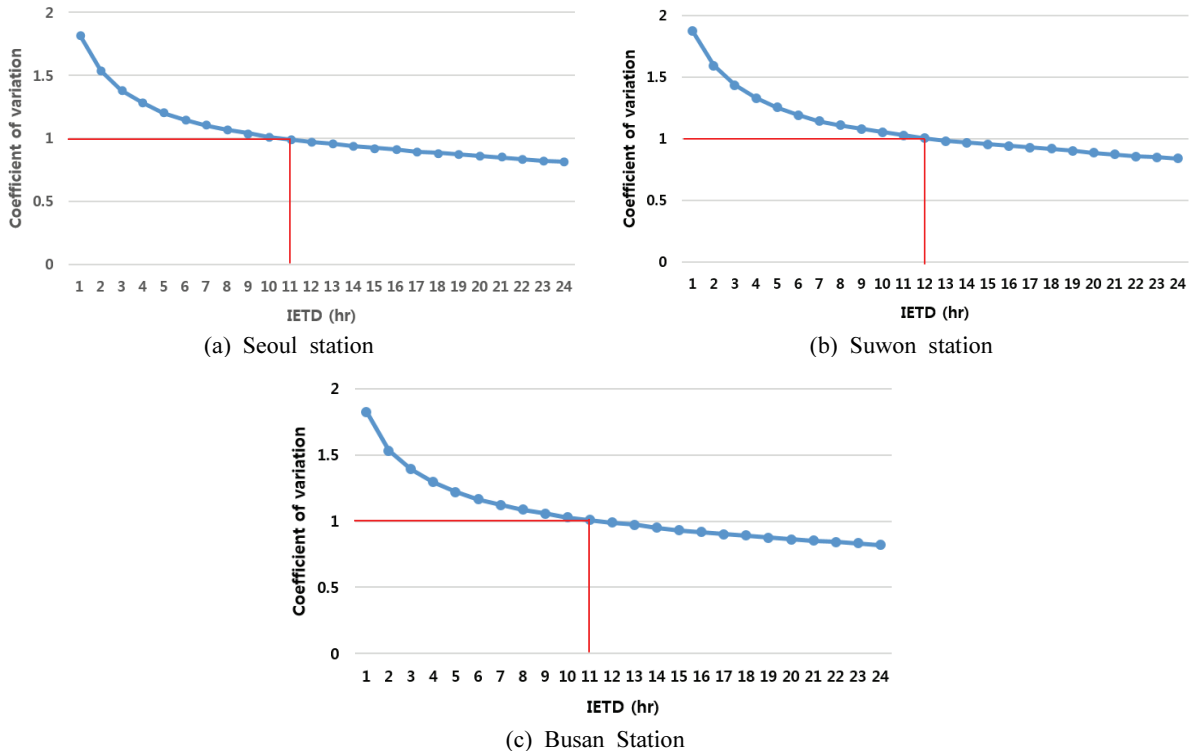 2
1.5
1
0.5
0
Coefficient of variation
1 2 3 4 5 6 7 8 9 10 11 12 13 14 15 16 17 18 19 20 21 22 23 24
IETD (hr)
(a) Seoul station
2
1.5
1
0.5
0
Coefficient of variation
1 2 3 4 5 6 7 8 9 10 11 12 13 14 15 16 17 18 19 20 21 22 23 24
IETD (hr)
(b) Suwon station
2
1.5
1
0.5
0
Coefficient of variation
1 2 3 4 5 6 7 8 9 10 11 12 13 14 15 16 17 18 19 20 21 22 23 24
IETD (hr)
(c) Busan Station